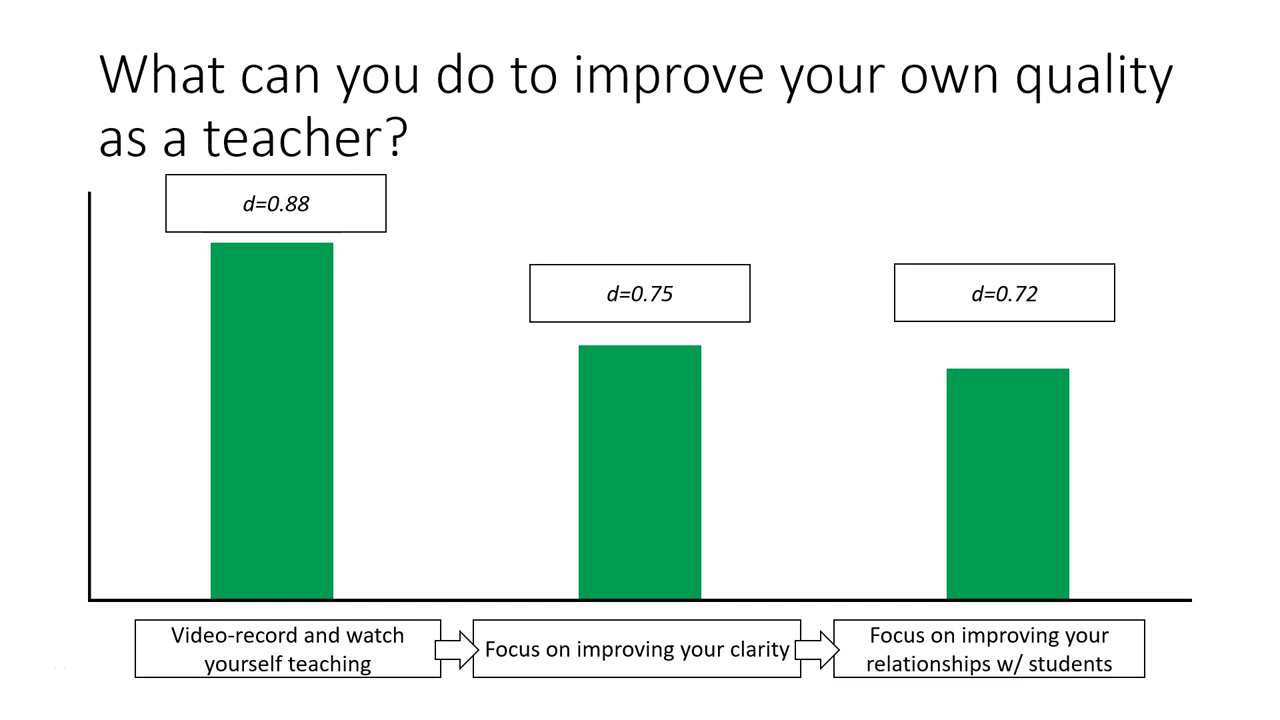 What can you do to improve your own quality
as a teacher?
d=0.88
d=0.75
d=0.72
Video-record and watch
yourself teaching
Focus on improving your clarity
Focus on improving your
relationships w/ students